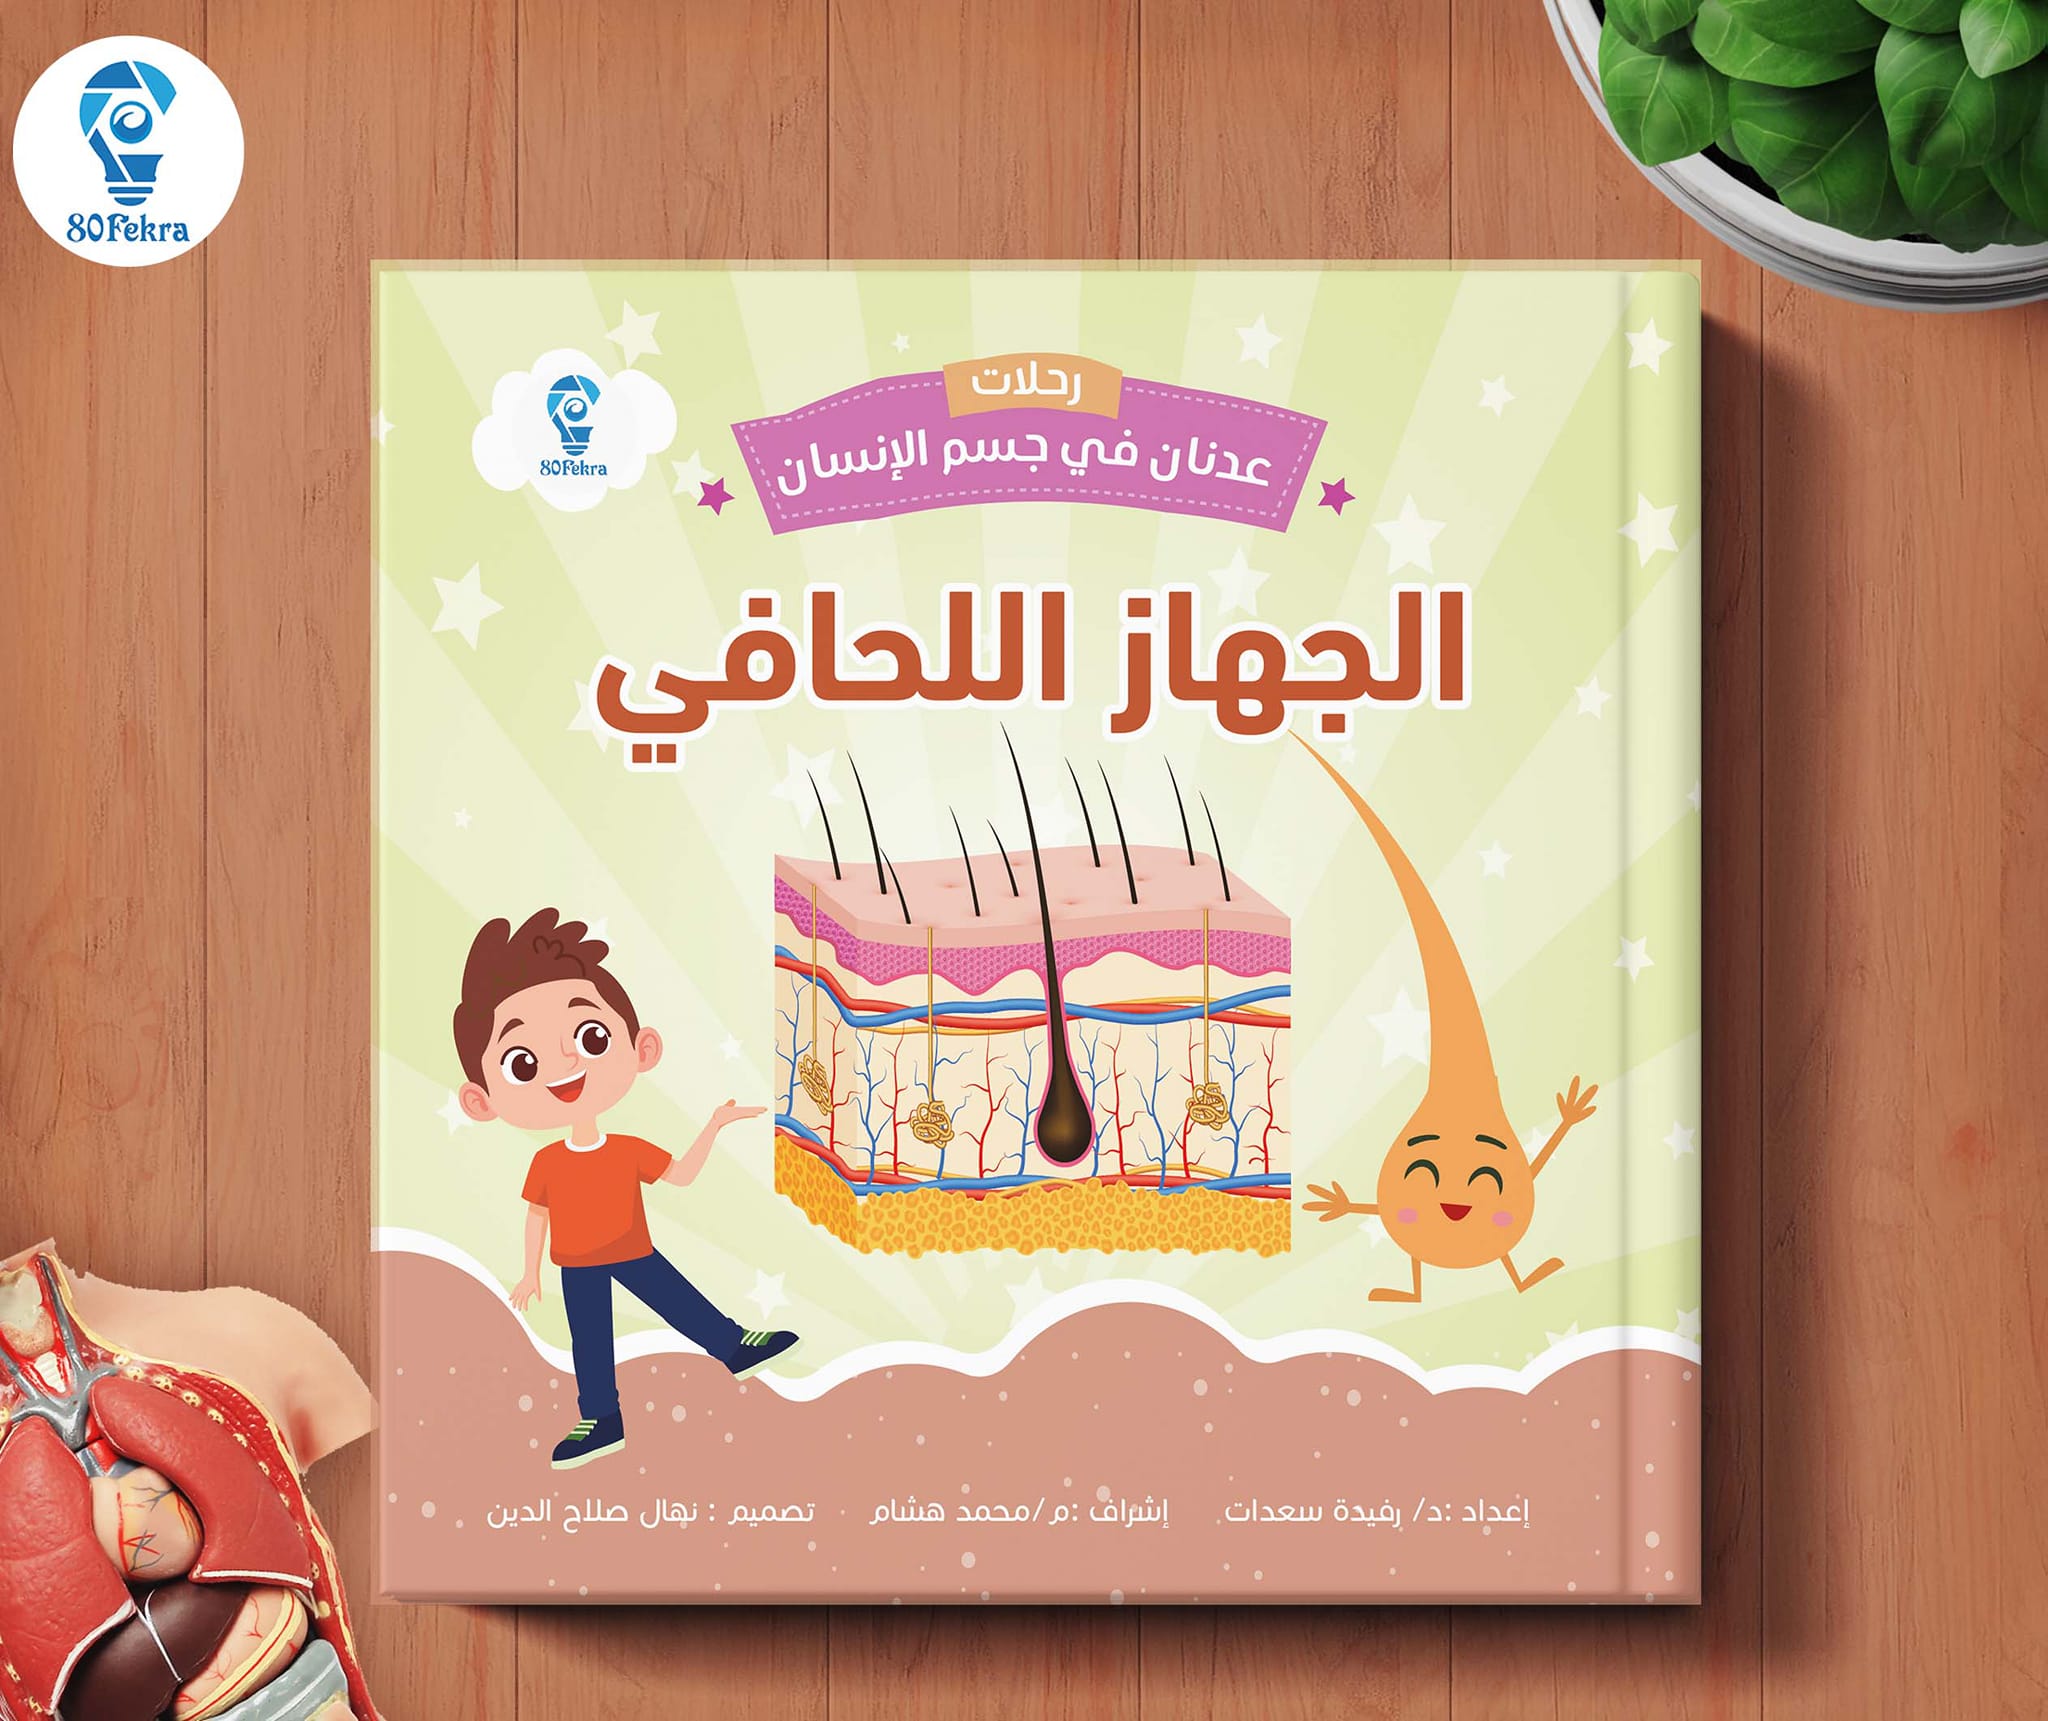 80Fekra
80Fekra
رحلات
عدنان في جسم الإنسان
الجهاز اللحافي
إعداد :د/ رفيدة سعدات
إشراف :م/محمد هشام
تصميم : نهال صلاح الدين